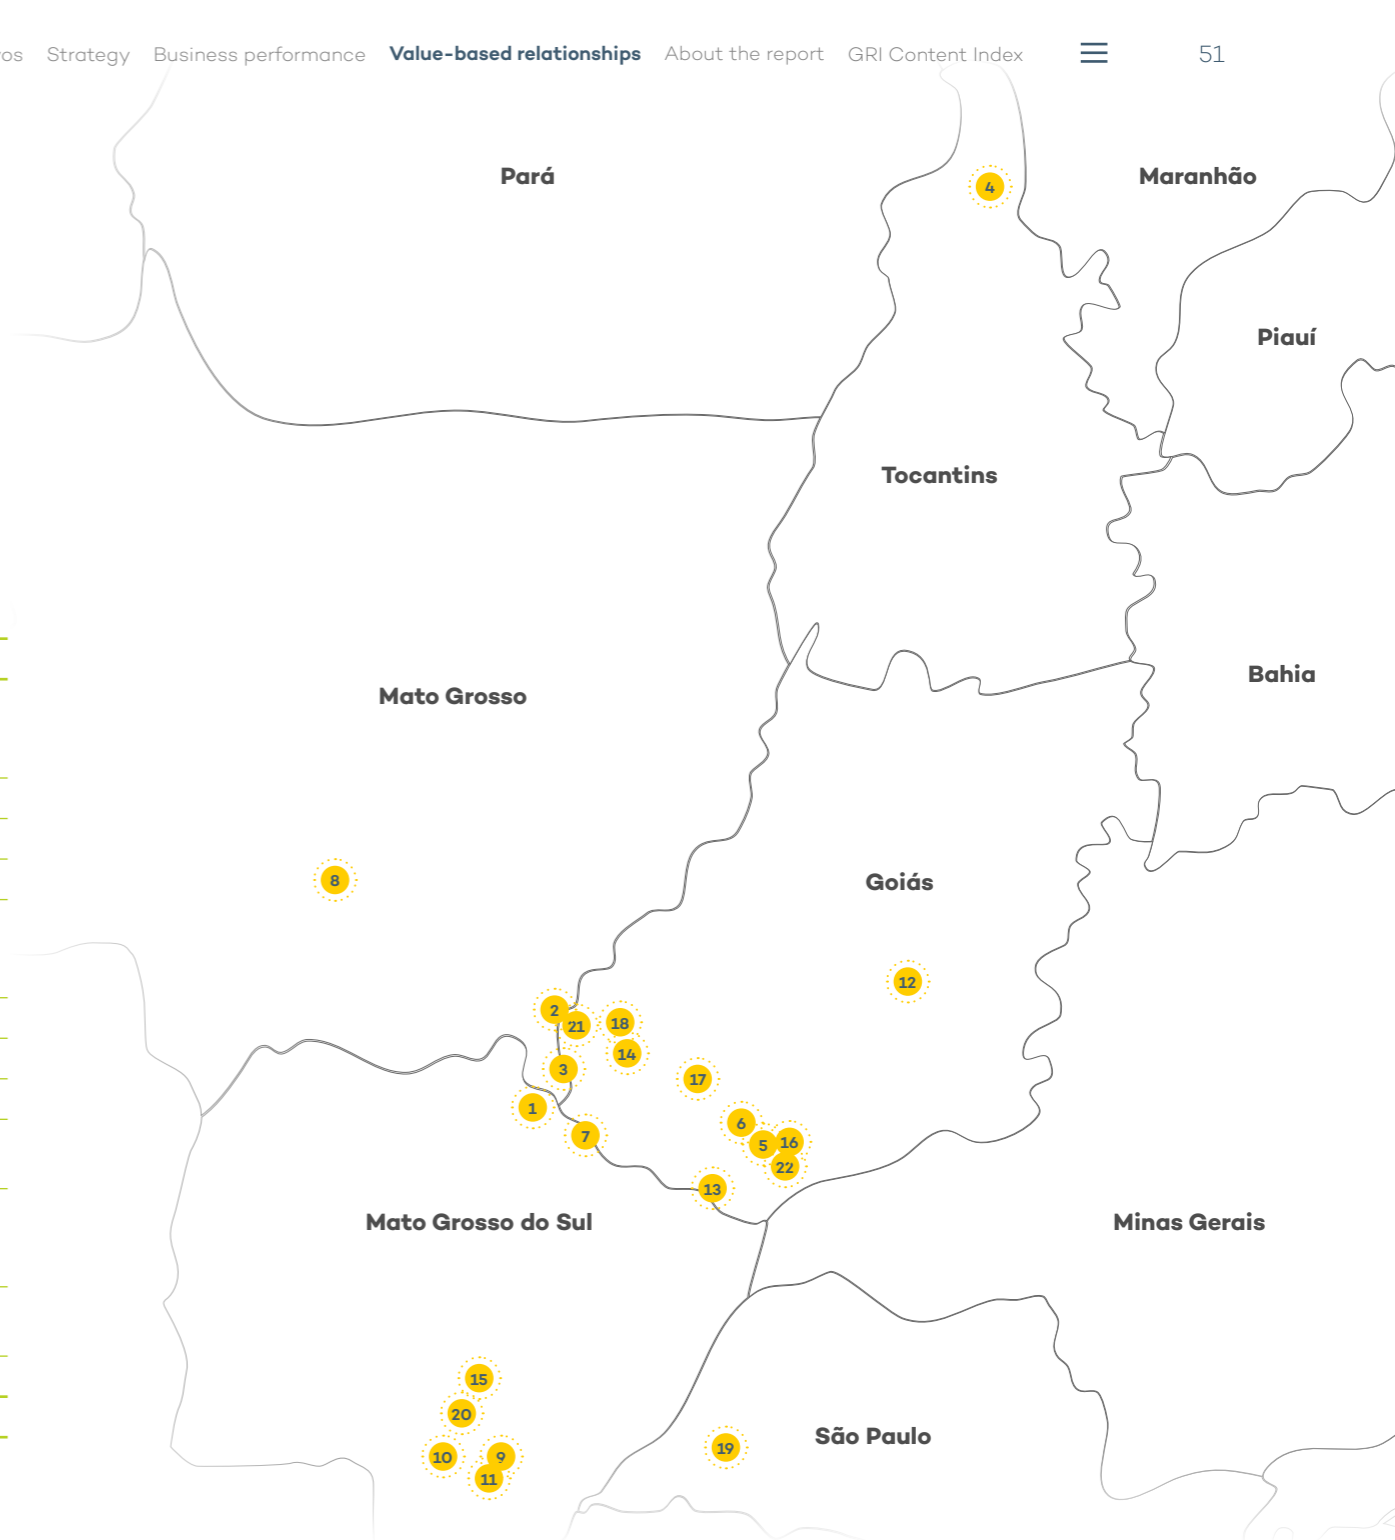 os Strategy Business performance Value-based relationships About the report GRI Content Index 51
Pará
Maranhão
4
Piauí
Tocantins
Bahia
Mato Grosso
8
Goiás
12
2
21
18
14
3
17
1
7
6
5
16
22
13
Mato Grosso do Sul
Minas Gerais
15
20
São Paulo
19
10
9
11